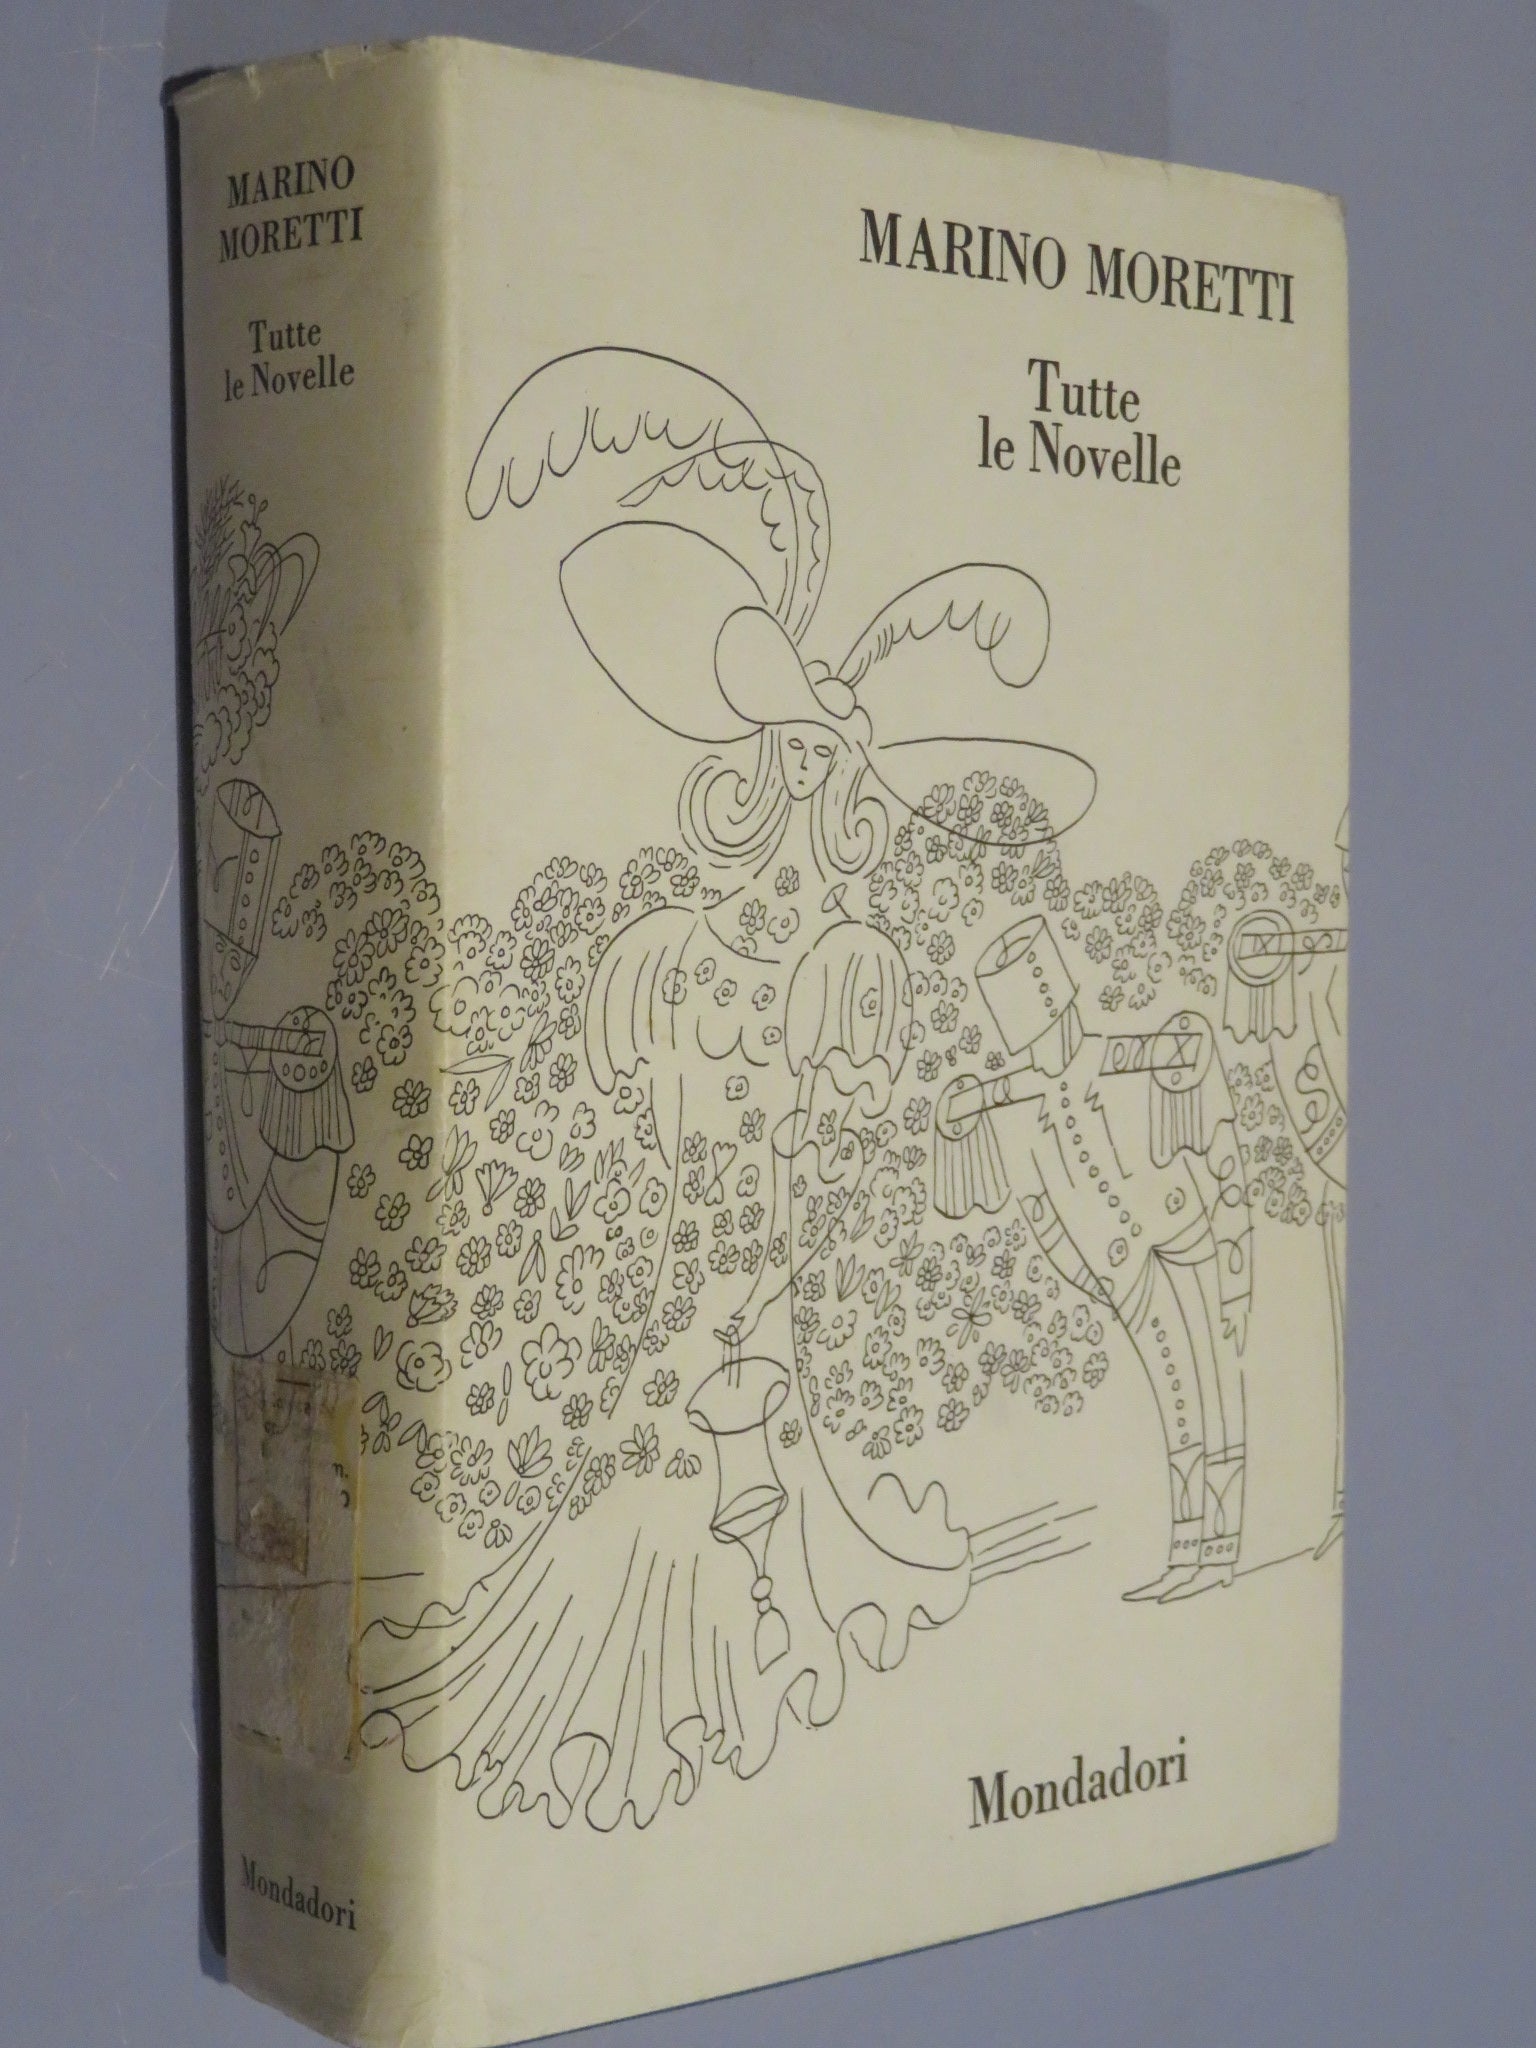 MARINO
MORETTI
Tutte
le Novelle
Mondadori
MARINO MORETTI
Tutte
le Novelle
Mondadori